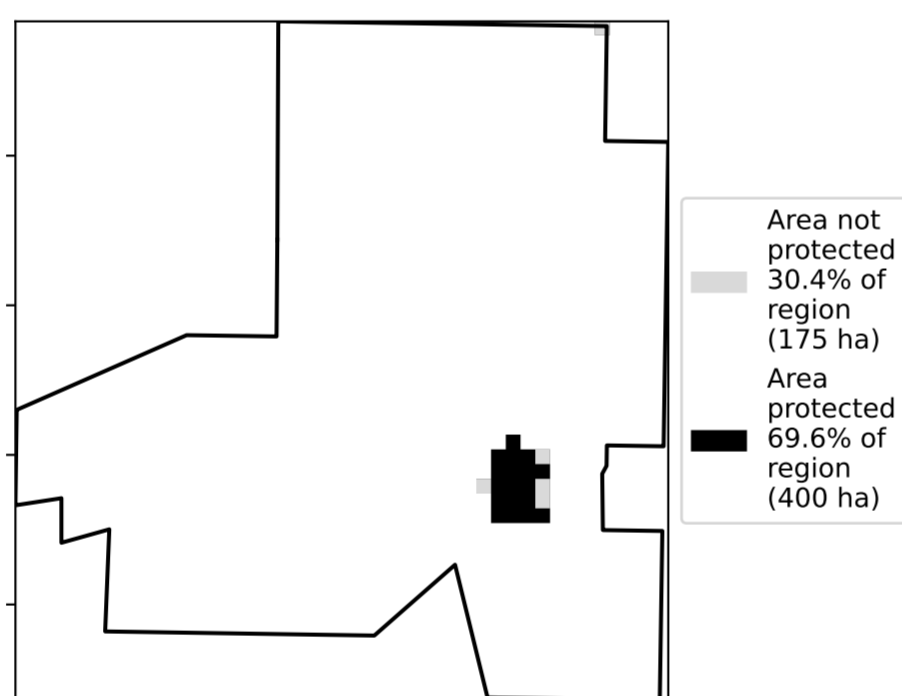 Area not
protected
30.4% of
region
(175 ha)
Area
protected
69.6% of
region
(400 ha)